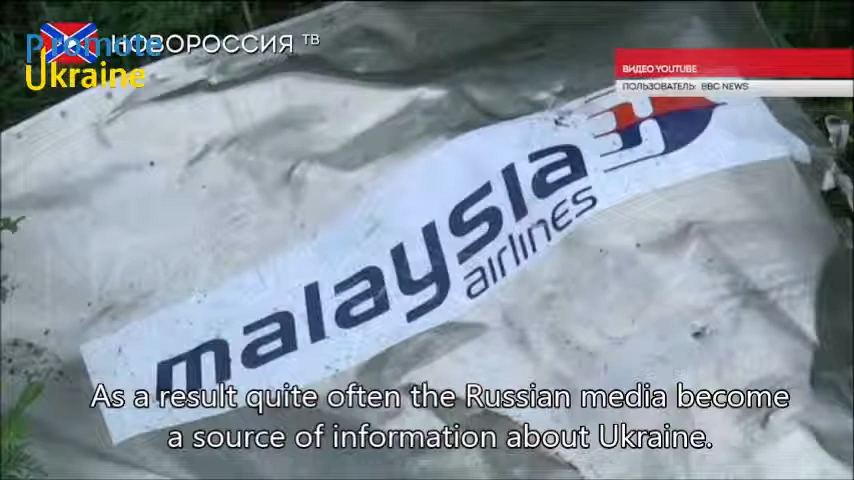 Promote
Ukraine
НОВОРОССИЯ ТВ
ВИДЕО YOUTUBE
ПОЛЬЗОВАТЕЛЬ: BBC NEWS
malaysia
airlines
As a result quite often the Russian media become
a source of information about Ukraine.